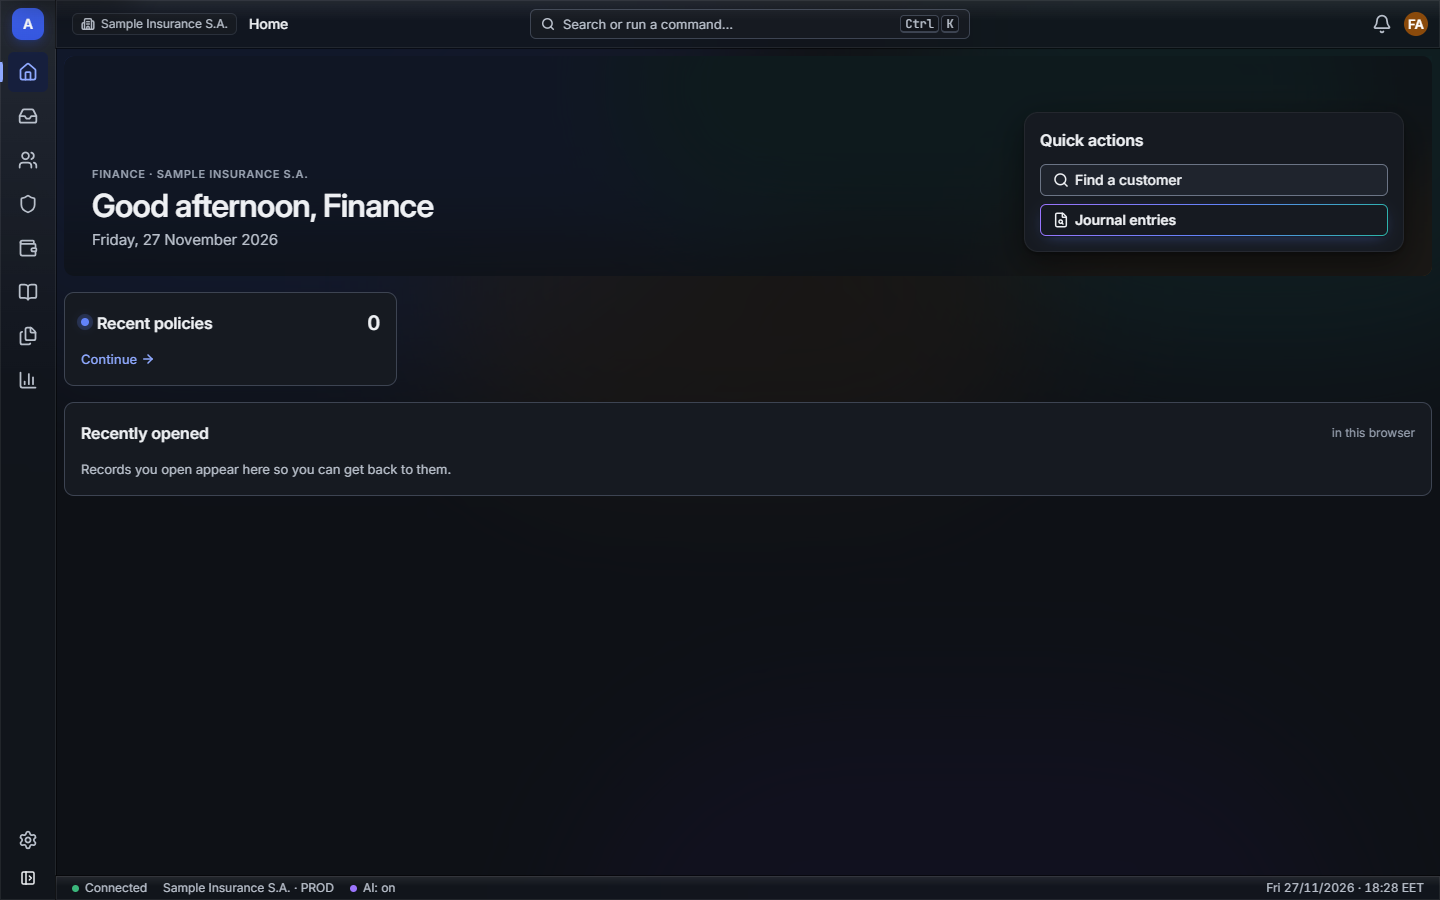 A
Sample Insurance S.A.
Home
Search or run a command...
Ctrl K
FA
FINANCE · SAMPLE INSURANCE S.A.
Good afternoon, Finance
Friday, 27 November 2026
Quick actions
Find a customer
Journal entries
Recent policies
0
Continue →
Recently opened
in this browser
Records you open appear here so you can get back to them.
Connected
Sample Insurance S.A. · PROD
AI: on
Fri 27/11/2026 · 18:28 EET